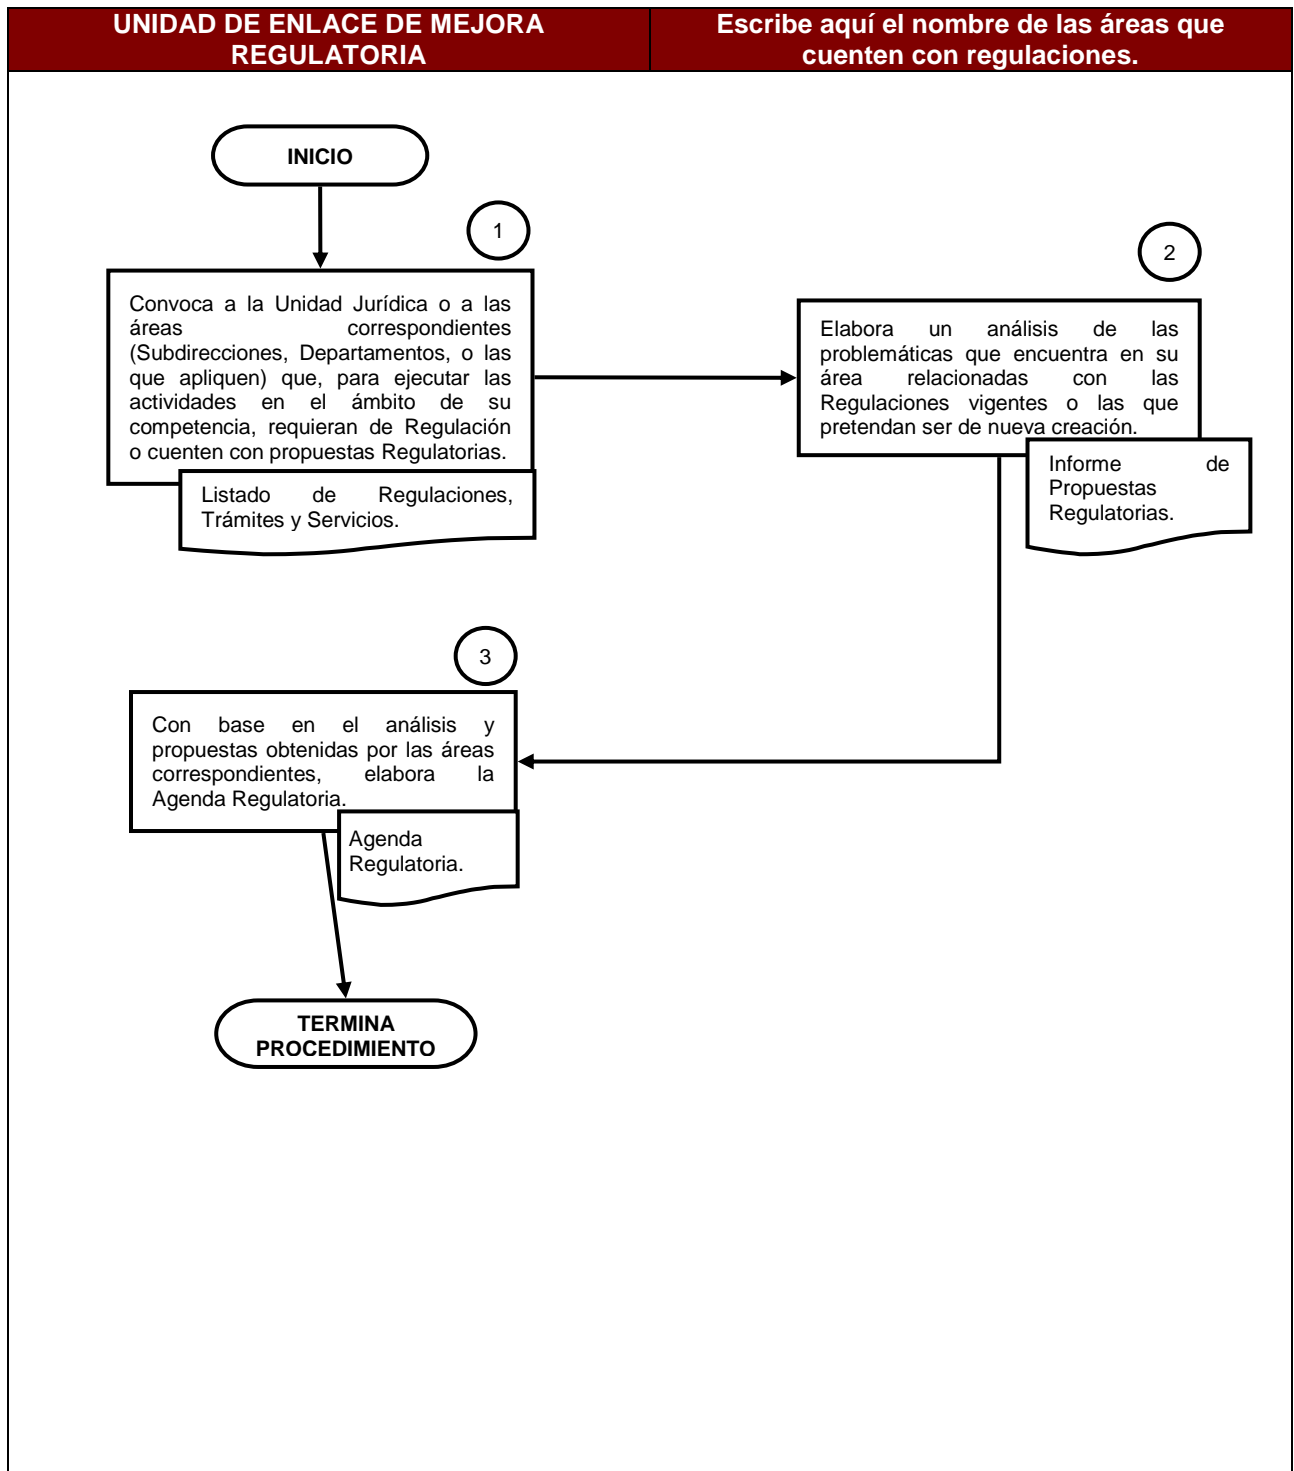 UNIDAD DE ENLACE DE MEJORA
REGULATORIA
Escribe aquí el nombre de las áreas que
cuenten con regulaciones.
INICIO
1
Convoca a la Unidad Jurídica o a las
áreas correspondientes
(Subdirecciones, Departamentos, o las
que apliquen) que, para ejecutar las
actividades en el ámbito de su
competencia, requieran de Regulación
o cuenten con propuestas Regulatorias.
Listado de Regulaciones,
Trámites y Servicios.
2
Elabora un análisis de las
problemáticas que encuentra en su
área relacionadas con las
Regulaciones vigentes o las que
pretendan ser de nueva creación.
Informe de
Propuestas
Regulatorias.
3
Con base en el análisis y
propuestas obtenidas por las áreas
correspondientes, elabora la
Agenda Regulatoria.
Agenda
Regulatoria.
TERMINA
PROCEDIMIENTO